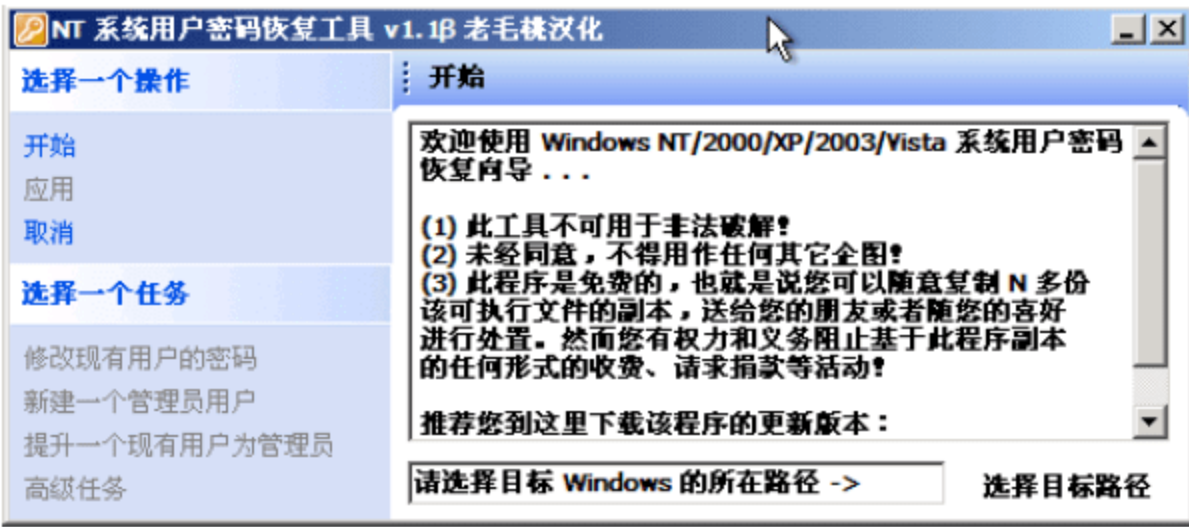 NT 系统用户密码恢复工具 v1.1β 老毛桃汉化
选择一个操作
开始
应用
取消
选择一个任务
修改现有用户的密码
新建一个管理员用户
提升一个现有用户为管理员
高级任务
开始
欢迎使用 Windows NT/2000/XP/2003/Vista 系统用户密码
恢复向导 . . .
(1) 此工具不可用于非法破解!
(2) 未经同意，不得用作任何其它企图!
(3) 此程序是免费的，也就是说您可以随意复制 N 多份
该可执行文件的副本，送给您的朋友或者随您的喜好
进行处置。然而您有权力和义务阻止基于此程序副本
的任何形式的收费、请求捐款等活动!
推荐您到这里下载该程序的更新版本：
请选择目标 Windows 的所在路径 ->
选择目标路径